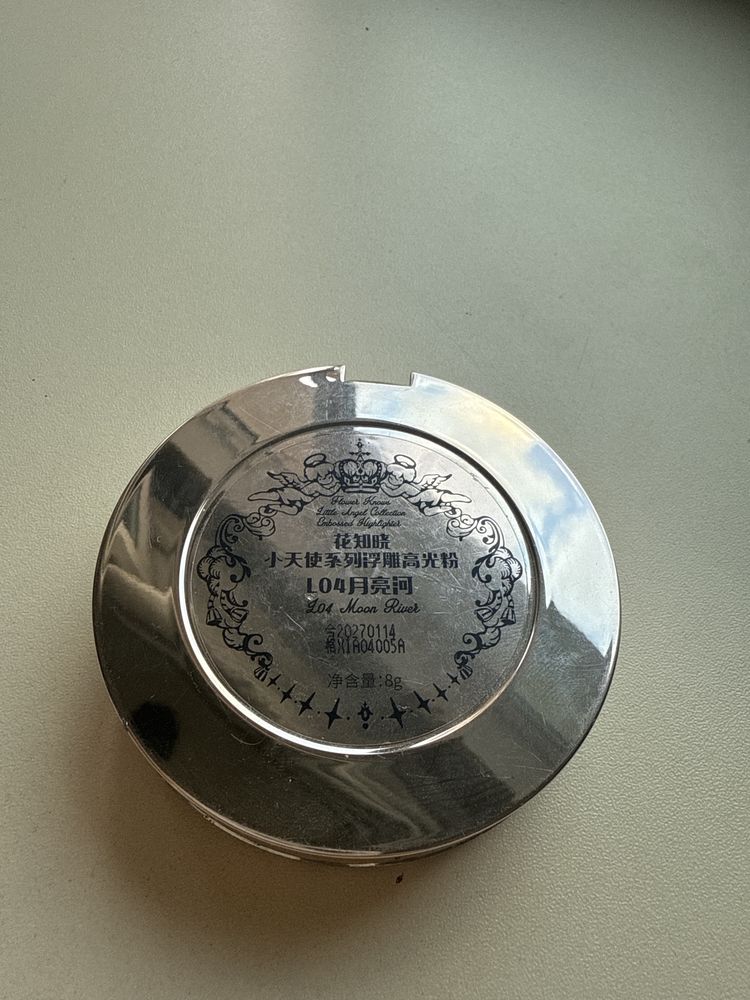 Flower Knows
Little Angel Collection
Embossed Highlighter
花知晓
小天使系列浮雕高光粉
L04月亮河
L04 Moon River
合20270114
格XIA04005A
净含量:8g